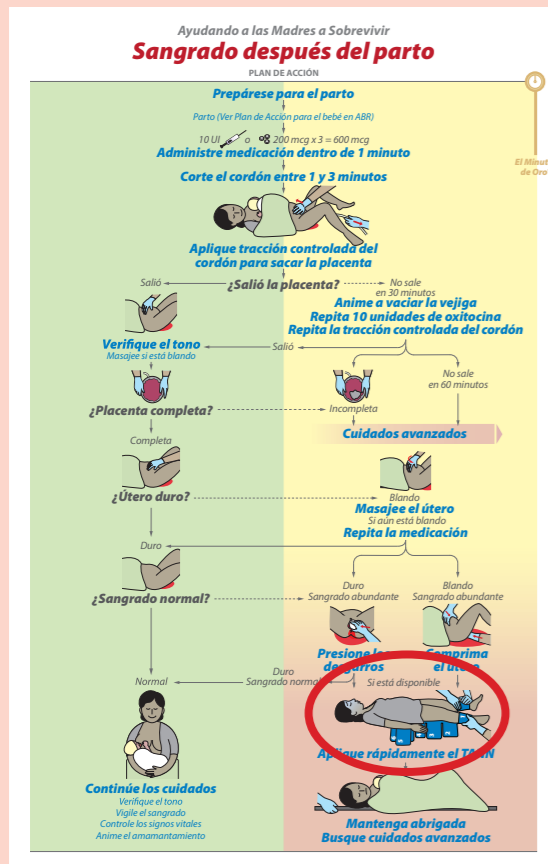 Ayudando a las Madres a Sobrevivir
Sangrado después del parto
PLAN DE ACCIÓN
Prepárese para el parto
Parto (Ver Plan de Acción para el bebé en ABR)
10 UI o 200 mcg x 3 = 600 mcg
Administre medicación dentro de 1 minuto
El Minuto
de Oro
Corte el cordón entre 1 y 3 minutos
Aplique tracción controlada del
cordón para sacar la placenta
Salió
¿Salió la placenta?
No sale
en 30 minutos
Anime a vaciar la vejiga
Repita 10 unidades de oxitocina
Repita la tracción controlada del cordón
Verifique el tono
Masajee si está blando
Salió
No sale
en 60 minutos
¿Placenta completa?
Incompleta
Cuidados avanzados
Completa
¿Útero duro?
Blando
Masajee el útero
Si aún está blando
Repita la medicación
Duro
¿Sangrado normal?
Duro
Sangrado abundante
Blando
Sangrado abundante
Presione los
desgarros
Comprima
el útero
Duro
Sangrado normal
Normal
Si está disponible
Aplique rápidamente el
Continúe los cuidados
Verifique el tono
Vigile el sangrado
Controle los signos vitales
Anime el amamantamiento
Mantenga abrigada
Busque cuidados avanzados